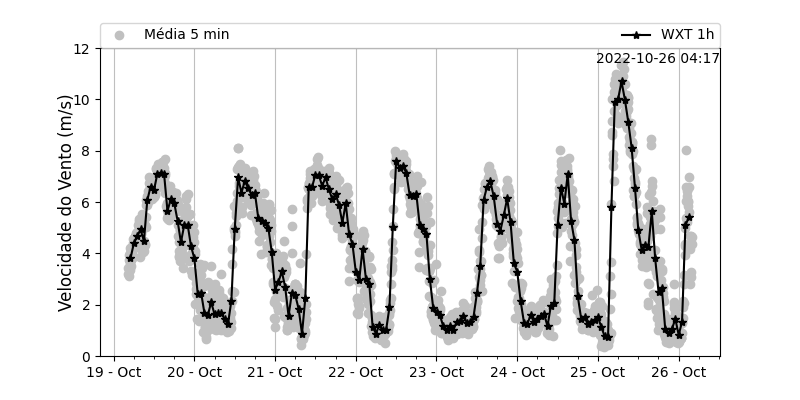 Média 5 min
WXT 1h
2022-10-26 04:17
Velocidade do Vento (m/s)
12
10
8
6
4
2
0
19 - Oct
20 - Oct
21 - Oct
22 - Oct
23 - Oct
24 - Oct
25 - Oct
26 - Oct